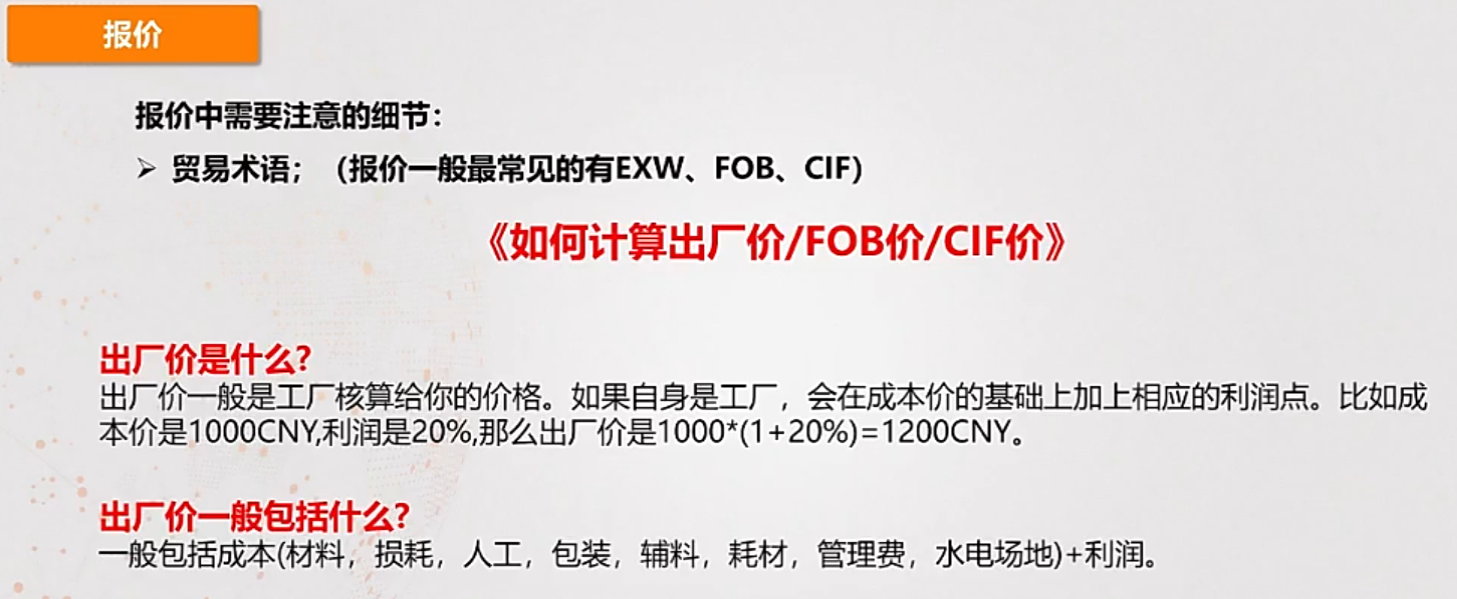 报价
报价中需要注意的细节：
➢ 贸易术语；（报价一般最常见的有EXW、FOB、CIF）
《如何计算出厂价/FOB价/CIF价》
出厂价是什么?
出厂价一般是工厂核算给你的价格。如果自身是工厂，会在成本价的基础上加上相应的利润点。比如成
本价是1000CNY,利润是20%,那么出厂价是1000*(1+20%)=1200CNY。
出厂价一般包括什么?
一般包括成本(材料，损耗，人工，包装，辅料，耗材，管理费，水电场地)+利润。